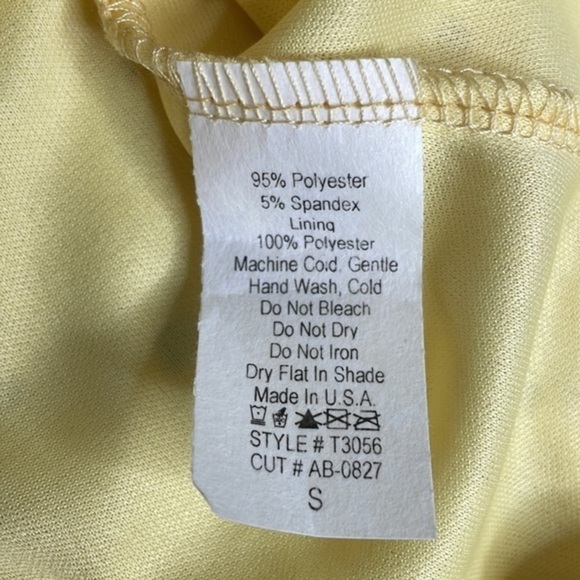 95% Polyester
5% Spandex
Lining
100% Polyester
Machine Cold, Gentle
Hand Wash, Cold
Do Not Bleach
Do Not Dry
Do Not Iron
Dry Flat In Shade
Made In U.S.A.
STYLE # T3056
CUT # AB-0827
S